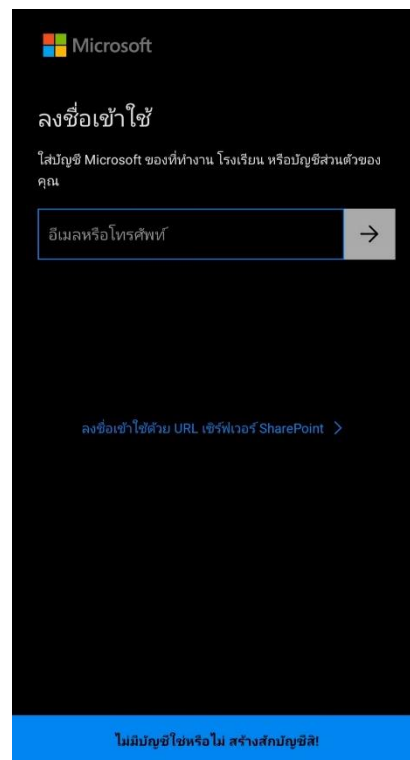 Microsoft
ลงชื่อเข้าใช้
ใส่บัญชี Microsoft ของที่ทำงาน โรงเรียน หรือบัญชีส่วนตัวของ
คุณ
อีเมลหรือโทรศัพท์
ลงชื่อเข้าใช้ด้วย URL เซิร์ฟเวอร์ SharePoint
ไม่มีบัญชีใช่หรือไม่ สร้างสักบัญชีสิ!